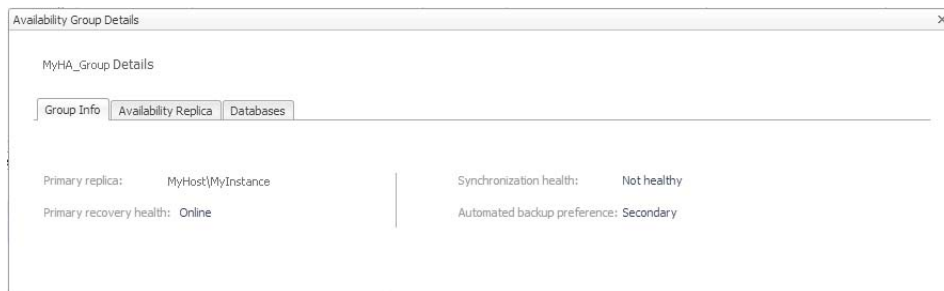 Availability Group Details
MyHA_Group Details
Group Info Availability Replica Databases
Primary replica: MyHost\MyInstance Synchronization health: Not healthy
Primary recovery health: Online Automated backup preference: Secondary